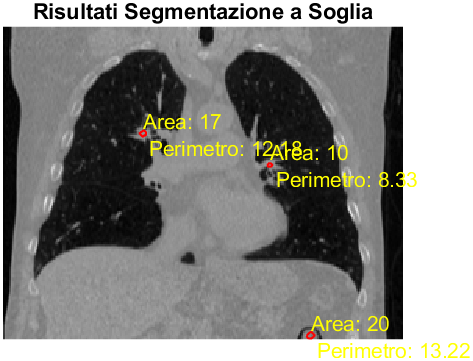 Risultati Segmentazione a Soglia
Area: 17
Perimetro: 12.18
Area: 10
Perimetro: 8.33
Area: 20
Perimetro: 13.22